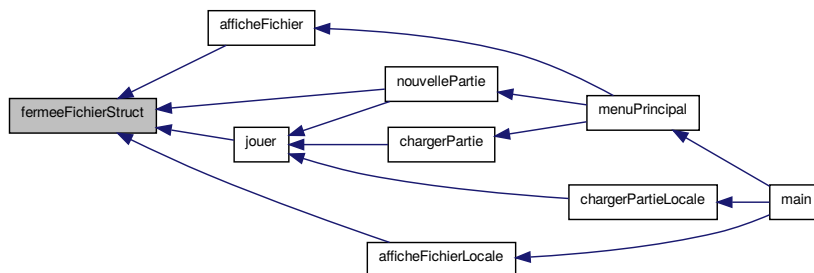 afficheFichier
nouvellePartie
menuPrincipal
fermeeFichierStruct
jouer
chargerPartie
chargerPartieLocale
main
afficheFichierLocale